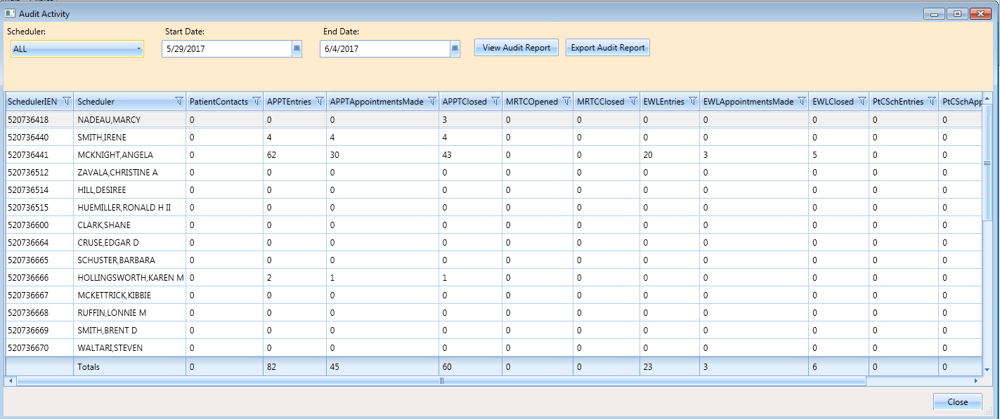 Audit Activity
Scheduler: Start Date: End Date:
ALL 5/29/2017 6/4/2017 View Audit Report Export Audit Report
SchedulerIEN Scheduler PatientContacts APPTEntries APPTAppointmentsMade APPTClosed MRTCOpened MRTCClosed EWLEntries EWLAppointmentsMade EWLClosed PtCSchEntries PtCSchApp
520736418 NADEAU,MARCY 0 0 0 3 0 0 0 0 0 0 0
520736440 SMITH,IRENE 0 4 4 4 0 0 0 0 0 0 0
520736441 MCKNIGHT,ANGELA 0 62 30 43 0 0 20 3 5 0 0
520736512 ZAVALA,CHRISTINE A 0 0 0 0 0 0 0 0 0 0 0
520736514 HILL,DESIREE 0 0 0 0 0 0 0 0 0 0 0
520736515 HUEMILLER,RONALD H II 0 0 0 0 0 0 0 0 0 0 0
520736600 CLARK,SHANE 0 0 0 0 0 0 0 0 0 0 0
520736664 CRUSE,EDGAR D 0 0 0 0 0 0 0 0 0 0 0
520736665 SCHUSTER,BARBARA 0 0 0 0 0 0 0 0 0 0 0
520736666 HOLLINGSWORTH,KAREN M 0 2 1 1 0 0 0 0 0 0 0
520736667 MCKETTRICK,KIBBIE 0 0 0 0 0 0 0 0 0 0 0
520736668 RUFFIN,LONNIE M 0 0 0 0 0 0 0 0 0 0 0
520736669 SMITH,BRENT D 0 0 0 0 0 0 0 0 0 0 0
520736670 WALTARI,STEVEN 0 0 0 0 0 0 0 0 0 0 0
Totals 0 82 45 60 0 0 23 3 6 0 0
Close